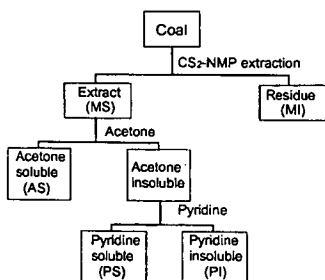 Coal
CS2-NMP extraction
Extract
(MS)
Residue
(MI)
Acetone
Acetone
soluble
(AS)
Acetone
insoluble
Pyridine
Pyridine
soluble
(PS)
Pyridine
insoluble
(PI)